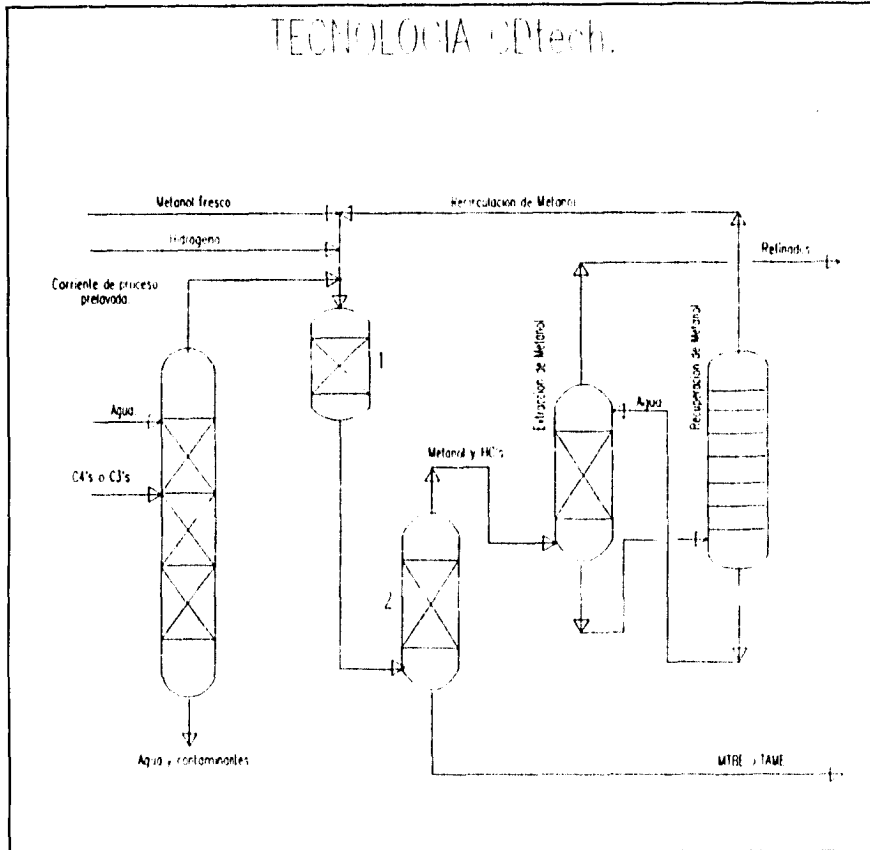 TECNOLOGIA CDtech.
Metanol fresco
Recirculacion de Metanol
Hidrogeno
Refinados
Corriente de proceso
prelavada.
1
Extraccion de Metanol
Agua
Recuperacion de Metanol
Agua.
Metanol y HC's
C4's o C3's
2
Agua y contaminantes
MTBE o TAME